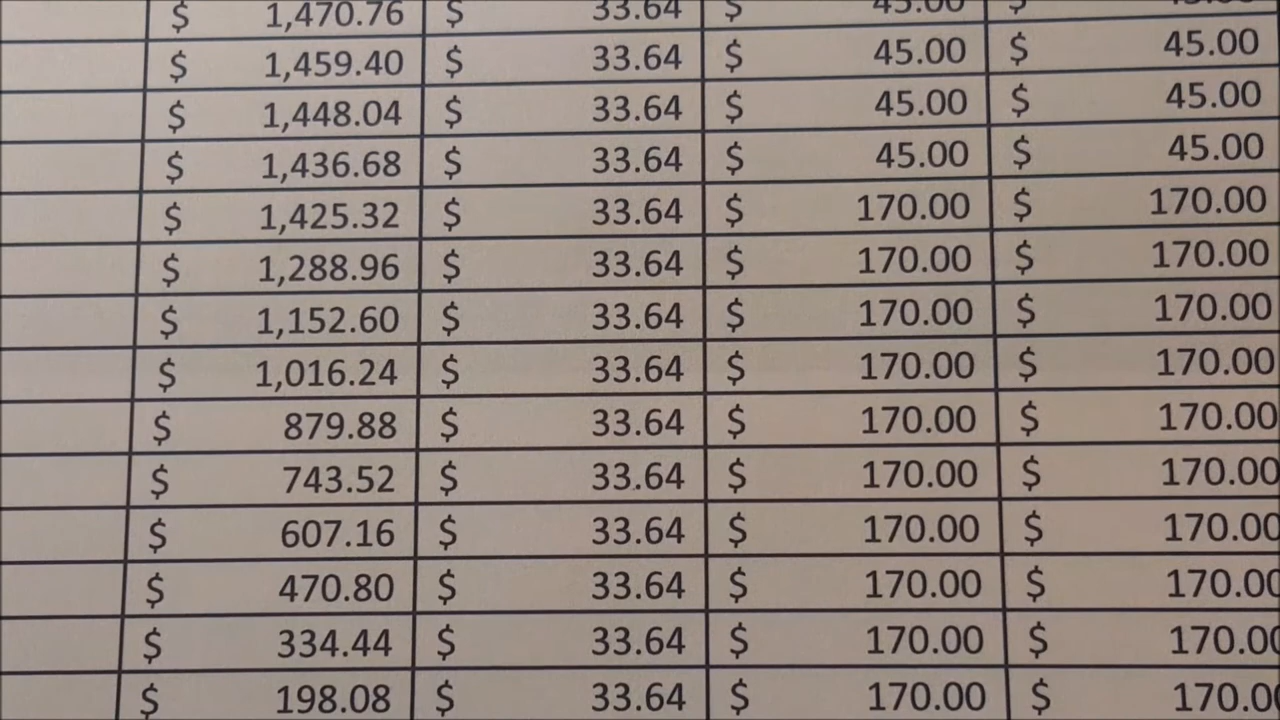 $ 1,470.76 $ 33.64 $ 45.00 $
$ 1,459.40 $ 33.64 $ 45.00 $ 45.00
$ 1,448.04 $ 33.64 $ 45.00 $ 45.00
$ 1,436.68 $ 33.64 $ 45.00 $ 45.00
$ 1,425.32 $ 33.64 $ 170.00 $ 170.00
$ 1,288.96 $ 33.64 $ 170.00 $ 170.00
$ 1,152.60 $ 33.64 $ 170.00 $ 170.00
$ 1,016.24 $ 33.64 $ 170.00 $ 170.00
$ 879.88 $ 33.64 $ 170.00 $ 170.00
$ 743.52 $ 33.64 $ 170.00 $ 170.00
$ 607.16 $ 33.64 $ 170.00 $ 170.00
$ 470.80 $ 33.64 $ 170.00 $ 170.00
$ 334.44 $ 33.64 $ 170.00 $ 170.00
$ 198.08 $ 33.64 $ 170.00 $ 170.00